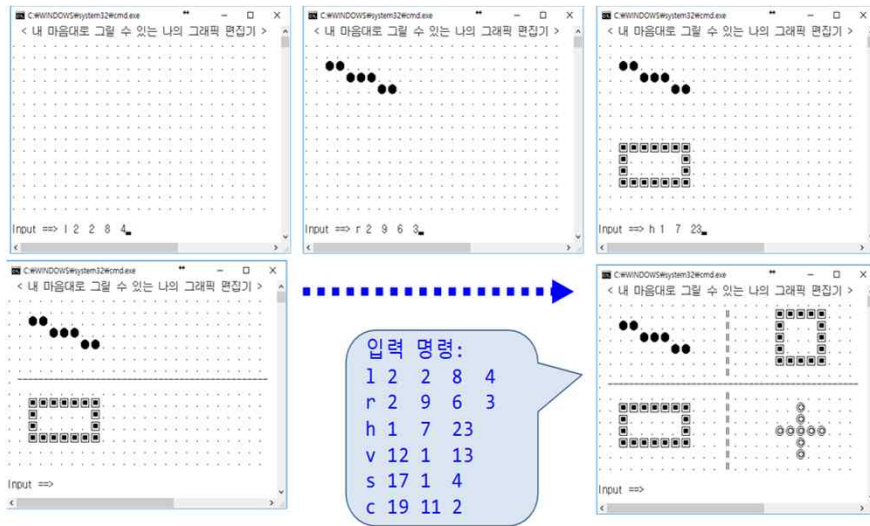 C:₩WINDOWS₩system32₩cmd.exe
< 내 마음대로 그릴 수 있는 나의 그래픽 편집기 >
Input ==> l 2 2 8 4
C:₩WINDOWS₩system32₩cmd.exe
< 내 마음대로 그릴 수 있는 나의 그래픽 편집기 >
Input ==> r 2 9 6 3
C:₩WINDOWS₩system32₩cmd.exe
< 내 마음대로 그릴 수 있는 나의 그래픽 편집기 >
Input ==> h 1 7 23
C:₩WINDOWS₩system32₩cmd.exe
< 내 마음대로 그릴 수 있는 나의 그래픽 편집기 >
Input ==>
입력 명령:
l 2 2 8 4
r 2 9 6 3
h 1 7 23
v 12 1 13
s 17 1 4
c 19 11 2
C:₩WINDOWS₩system32₩cmd.exe
< 내 마음대로 그릴 수 있는 나의 그래픽 편집기 >
Input ==>